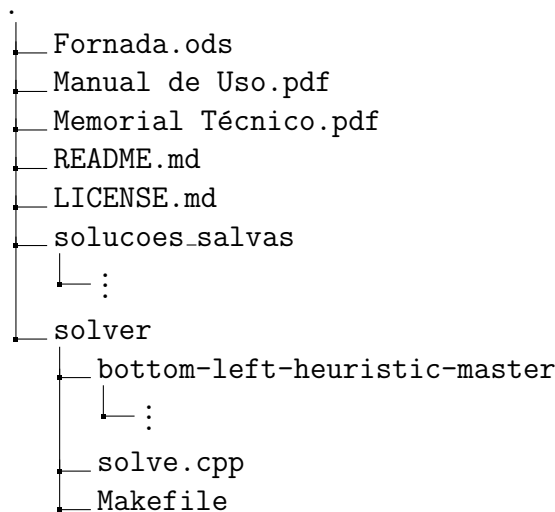 .
Fornada.ods
Manual de Uso.pdf
Memorial Técnico.pdf
README.md
LICENSE.md
solucoes_salvas
⋮
solver
bottom-left-heuristic-master
⋮
solve.cpp
Makefile